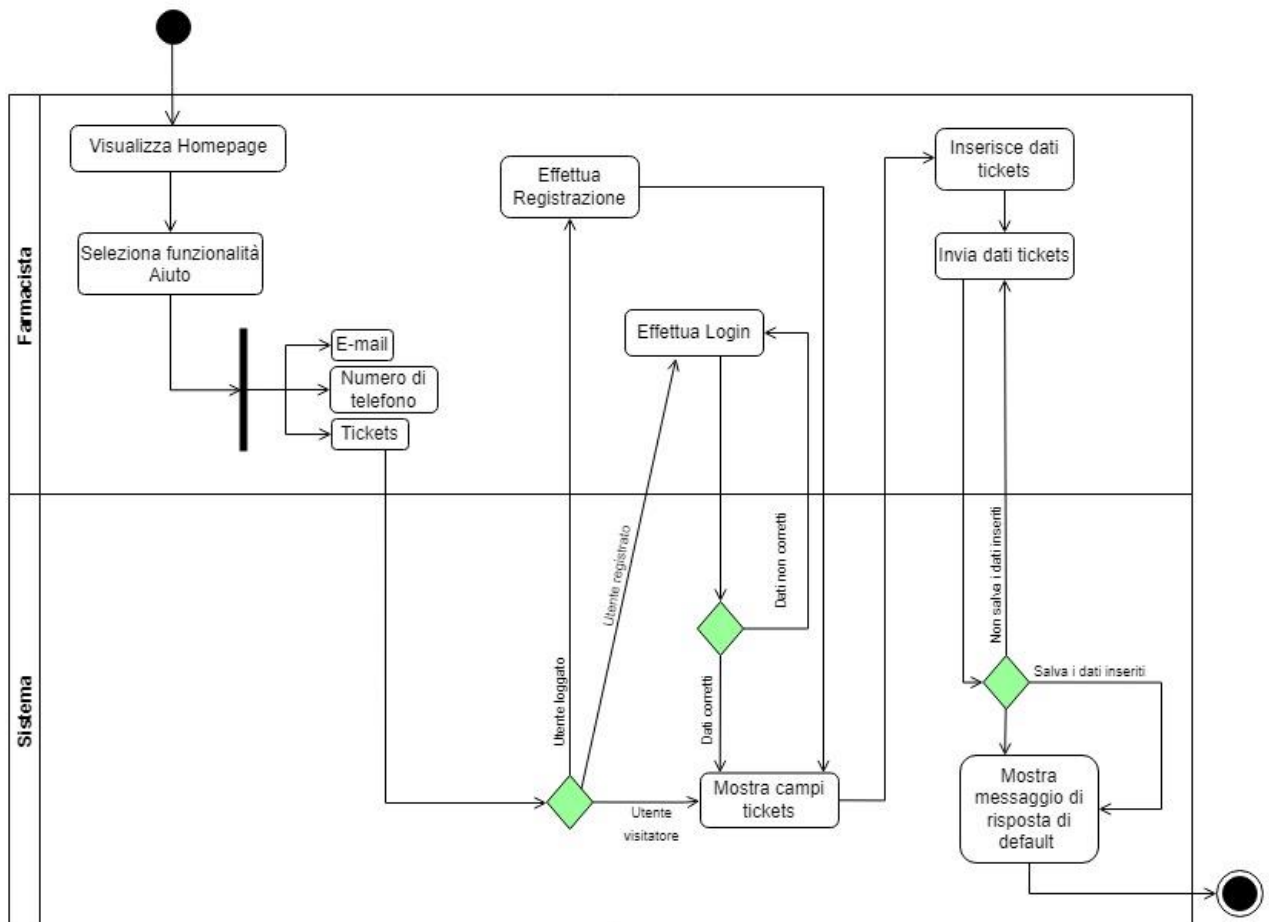 Farmacista
Visualizza Homepage
Seleziona funzionalità
Aiuto
E-mail
Numero di
telefono
Tickets
Effettua
Registrazione
Effettua Login
Inserisce dati
tickets
Invia dati tickets
Sistema
Utente loggato
Utente registrato
Utente
visitatore
Dati non corretti
Dati corretti
Mostra campi
tickets
Non salva i dati inseriti
Salva i dati inseriti
Mostra
messaggio di
risposta di
default